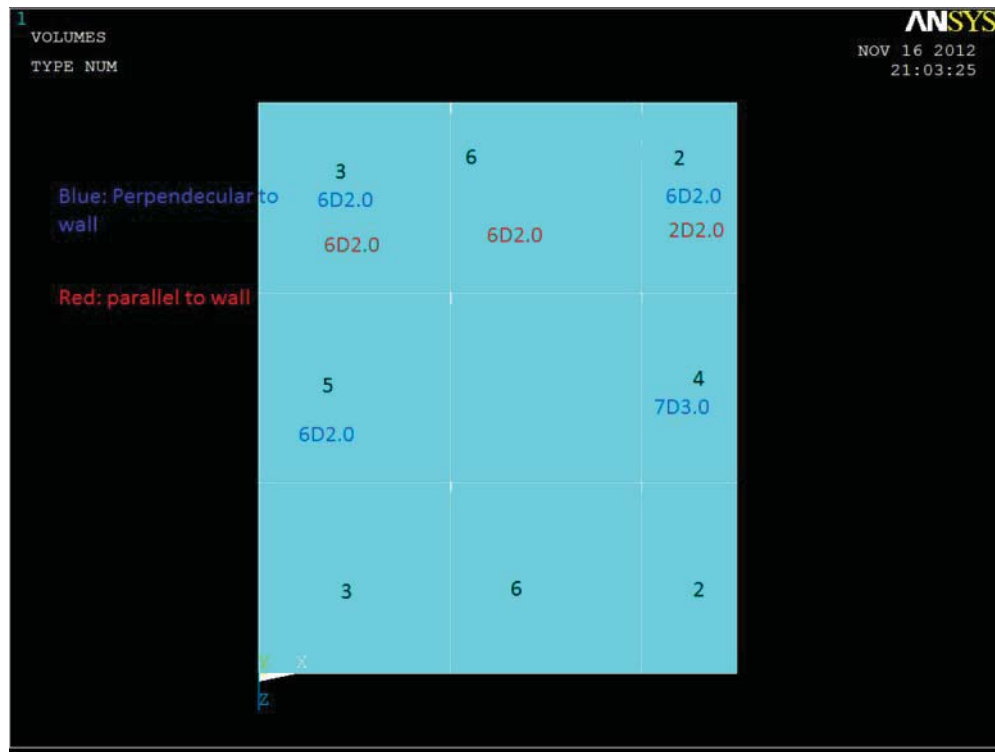 1
VOLUMES
TYPE NUM
ANSYS
NOV 16 2012
21:03:25
Blue: Perpendecular to
wall
Red: parallel to wall
3
6D2.0
6D2.0
6
6D2.0
2
6D2.0
2D2.0
5
6D2.0
4
7D3.0
3
6
2
Y
X
Z